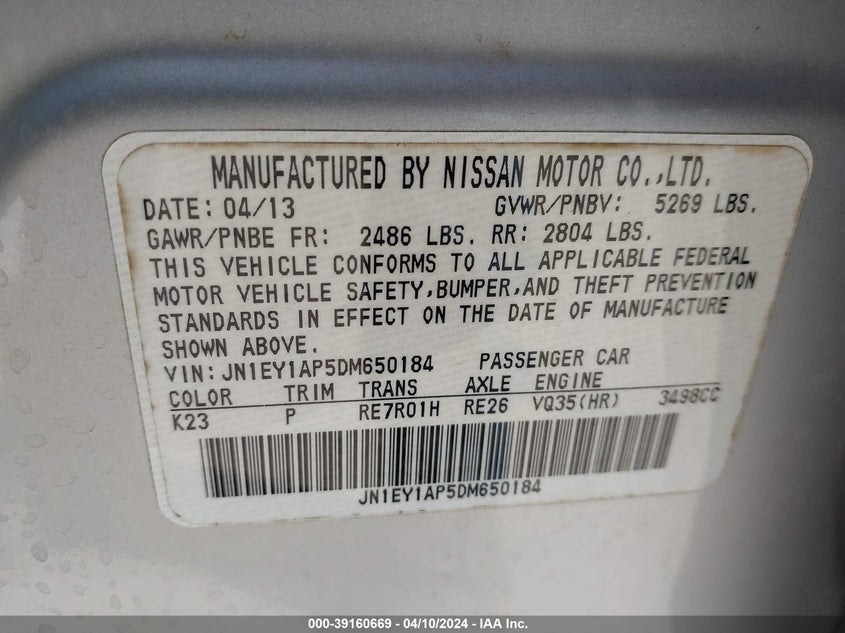 MANUFACTURED BY NISSAN MOTOR CO.,LTD.
DATE: 04/13 GVWR/PNBV: 5269 LBS.
GAWR/PNBE FR: 2486 LBS. RR: 2804 LBS.
THIS VEHICLE CONFORMS TO ALL APPLICABLE FEDERAL
MOTOR VEHICLE SAFETY,BUMPER,AND THEFT PREVENTION
STANDARDS IN EFFECT ON THE DATE OF MANUFACTURE
SHOWN ABOVE.
VIN: JN1EY1AP5DM650184 PASSENGER CAR
COLOR TRIM TRANS AXLE ENGINE
K23 P RE7R01H RE26 VQ35(HR) 3498CC
JN1EY1AP5DM650184
000-39160669 - 04/10/2024 - IAA Inc.